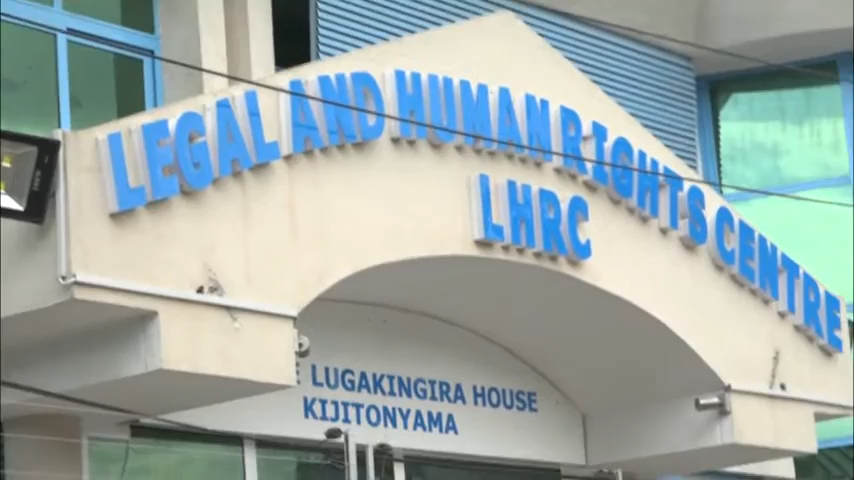 LEGAL AND HUMAN RIGHTS CENTRE
LHRC
LUGAKINGIRA HOUSE
KIJITONYAMA